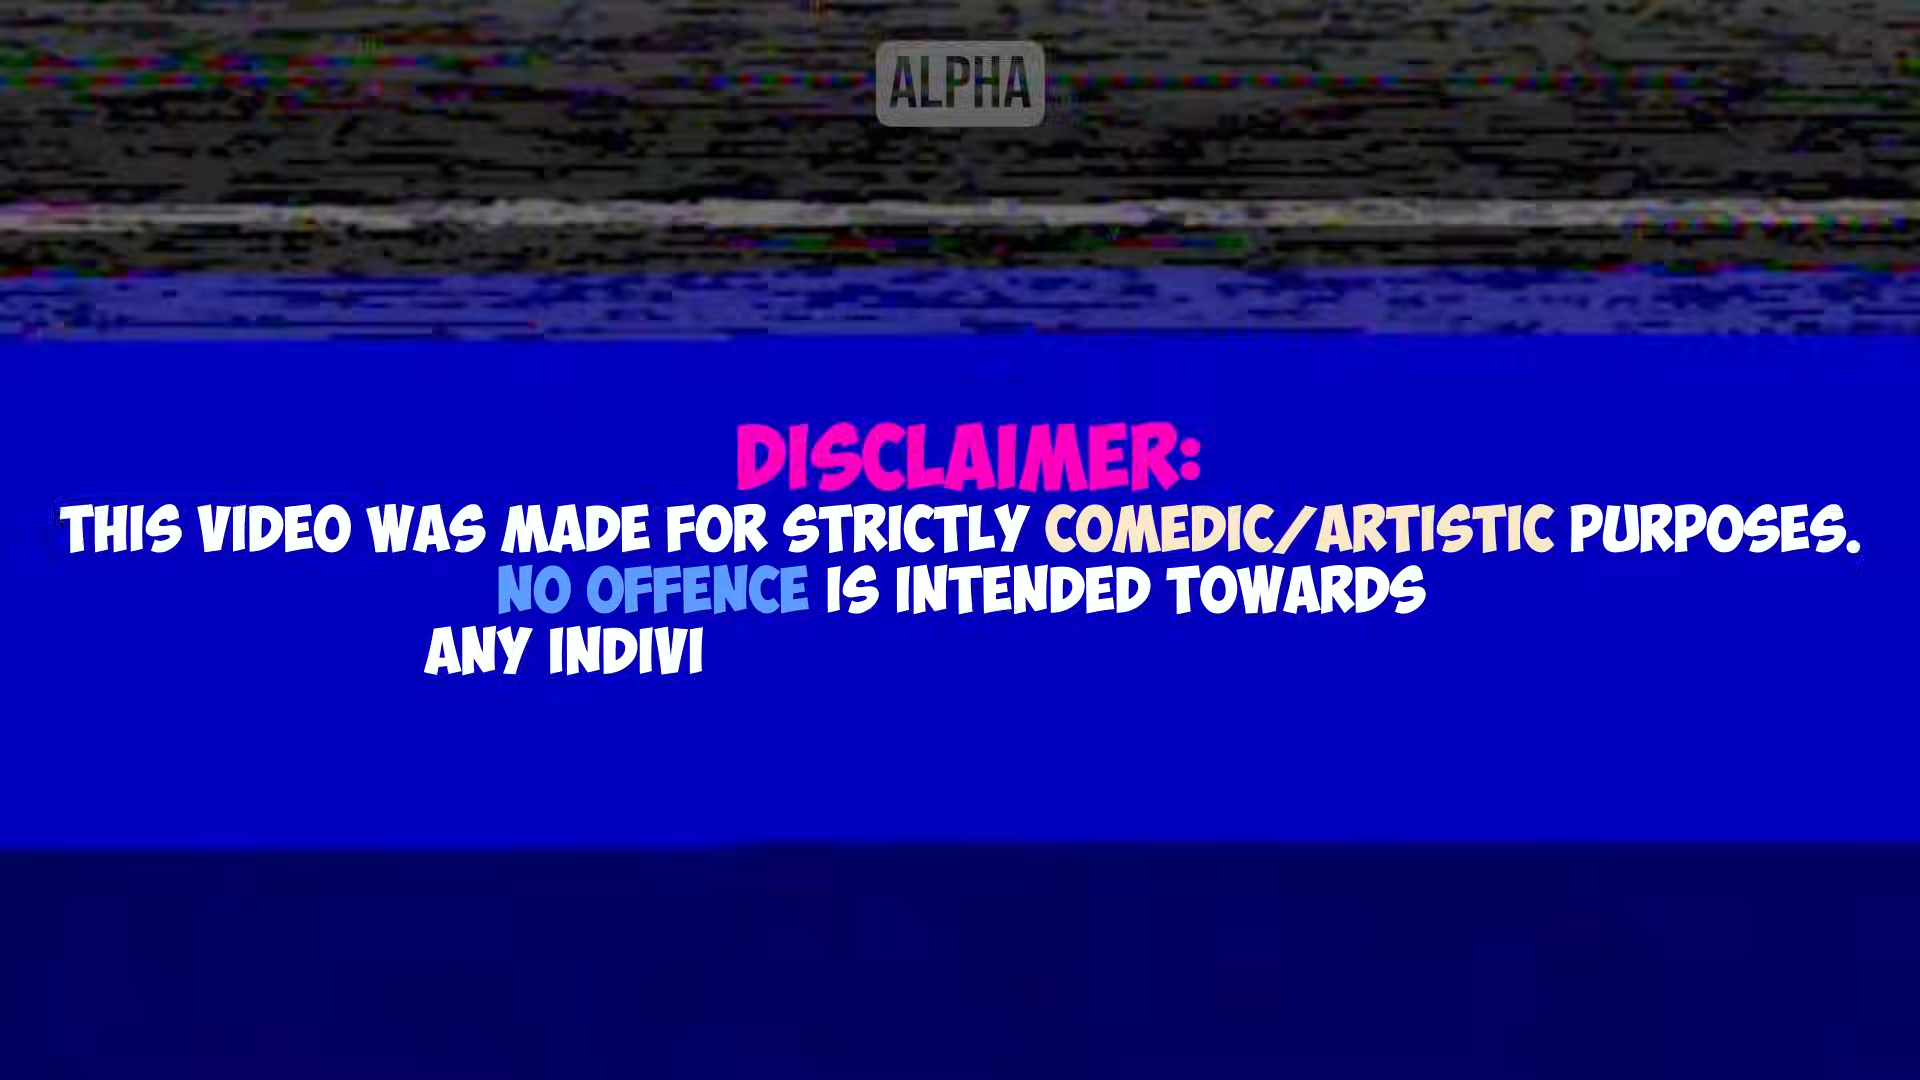 ALPHA
DISCLAIMER:
THIS VIDEO WAS MADE FOR STRICTLY COMEDIC/ARTISTIC PURPOSES.
NO OFFENCE IS INTENDED TOWARDS
ANY INDIVI